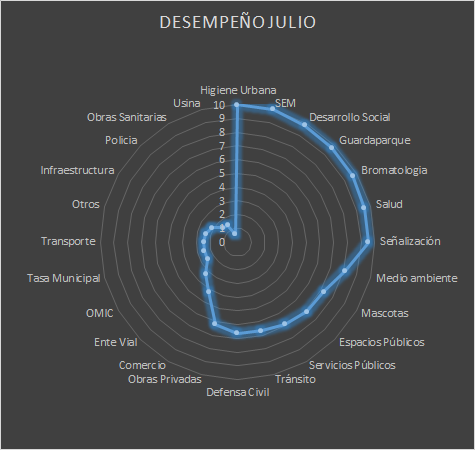 DESEMPEÑO JULIO
Higiene Urbana
SEM
Desarrollo Social
Guardaparque
Bromatologia
Salud
Señalización
Medio ambiente
Mascotas
Espacios Públicos
Servicios Públicos
Tránsito
Defensa Civil
Obras Privadas
Comercio
Ente Vial
OMIC
Tasa Municipal
Transporte
Otros
Infraestructura
Policia
Obras Sanitarias
Usina
10
9
8
7
6
5
4
3
2
1
0